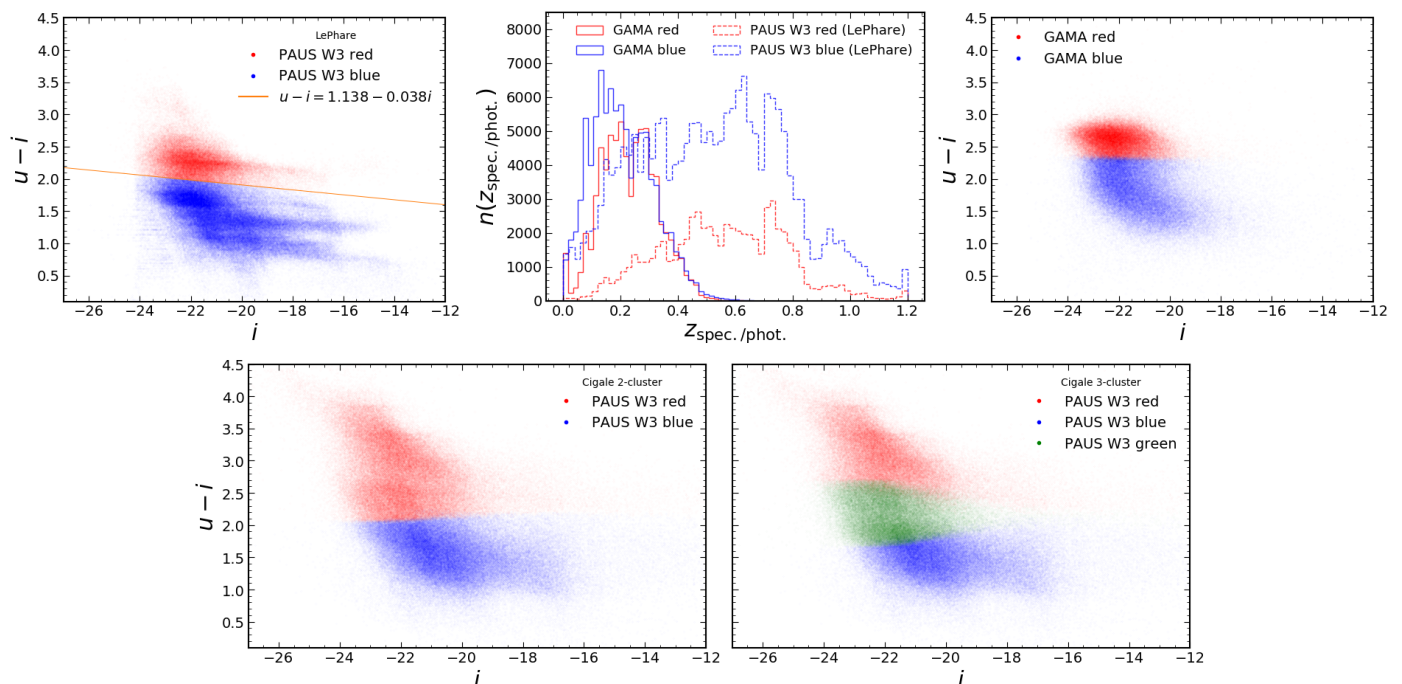 LePhare
PAUS W3 red
PAUS W3 blue
u − i = 1.138 − 0.038i
4.5
4.0
3.5
3.0
2.5
2.0
1.5
1.0
0.5
u − i
−26 −24 −22 −20 −18 −16 −14 −12
i
GAMA red
GAMA blue
PAUS W3 red (LePhare)
PAUS W3 blue (LePhare)
8000
7000
6000
5000
4000
3000
2000
1000
0
n(z_spec./phot.)
0.0 0.2 0.4 0.6 0.8 1.0 1.2
z_spec./phot.
GAMA red
GAMA blue
4.5
4.0
3.5
3.0
2.5
2.0
1.5
1.0
0.5
u − i
−26 −24 −22 −20 −18 −16 −14 −12
i
Cigale 2-cluster
PAUS W3 red
PAUS W3 blue
4.5
4.0
3.5
3.0
2.5
2.0
1.5
1.0
0.5
u − i
−26 −24 −22 −20 −18 −16 −14 −12
i
Cigale 3-cluster
PAUS W3 red
PAUS W3 blue
PAUS W3 green
−26 −24 −22 −20 −18 −16 −14 −12
i